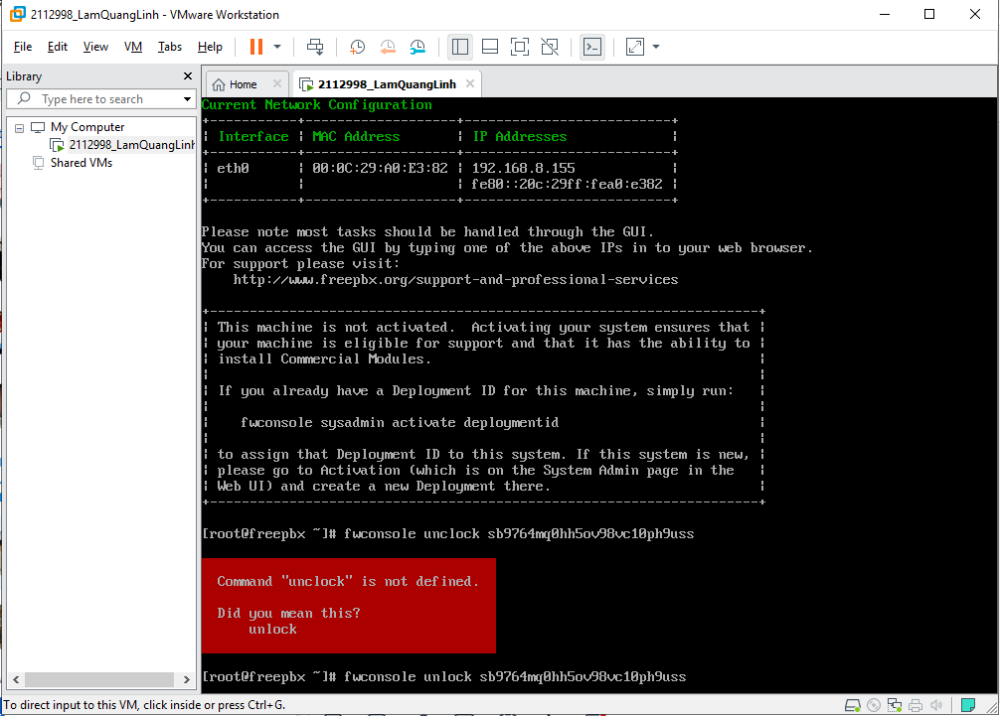 2112998_LamQuangLinh - VMware Workstation
File Edit View VM Tabs Help
Library
Type here to search
My Computer
2112998_LamQuangLinh
Shared VMs
Home
2112998_LamQuangLinh
Current Network Configuration
Interface MAC Address IP Addresses
eth0 00:0C:29:A0:E3:82 192.168.8.155
fe80::20c:29ff:fea0:e382
Please note most tasks should be handled through the GUI.
You can access the GUI by typing one of the above IPs in to your web browser.
For support please visit:
http://www.freepbx.org/support-and-professional-services
This machine is not activated. Activating your system ensures that
your machine is eligible for support and that it has the ability to
install Commercial Modules.
If you already have a Deployment ID for this machine, simply run:
fwconsole sysadmin activate deploymentid
to assign that Deployment ID to this system. If this system is new,
please go to Activation (which is on the System Admin page in the
Web UI) and create a new Deployment there.
[root@freepbx ~]# fwconsole unclock sb9764mq0hh5ov98vc10ph9uss
Command "unclock" is not defined.
Did you mean this?
unlock
[root@freepbx ~]# fwconsole unlock sb9764mq0hh5ov98vc10ph9uss
To direct input to this VM, click inside or press Ctrl+G.